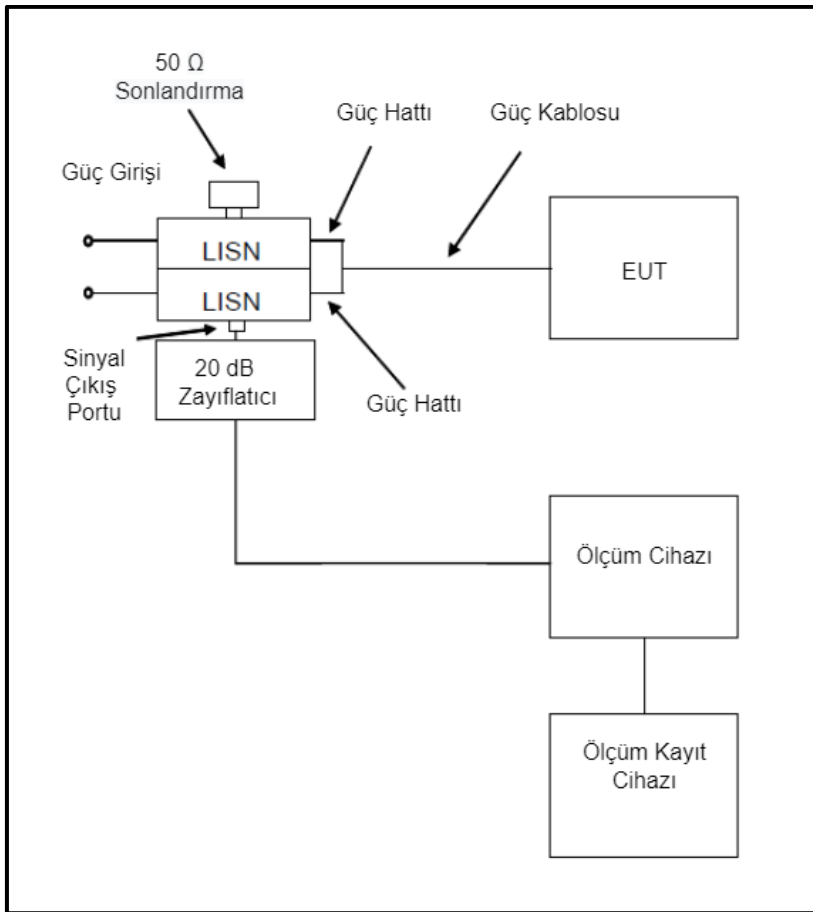 50 Ω
Sonlandırma
Güç Hattı
Güç Kablosu
Güç Girişi
LISN
LISN
EUT
Sinyal
Çıkış
Portu
20 dB
Zayıflatıcı
Güç Hattı
Ölçüm Cihazı
Ölçüm Kayıt
Cihazı